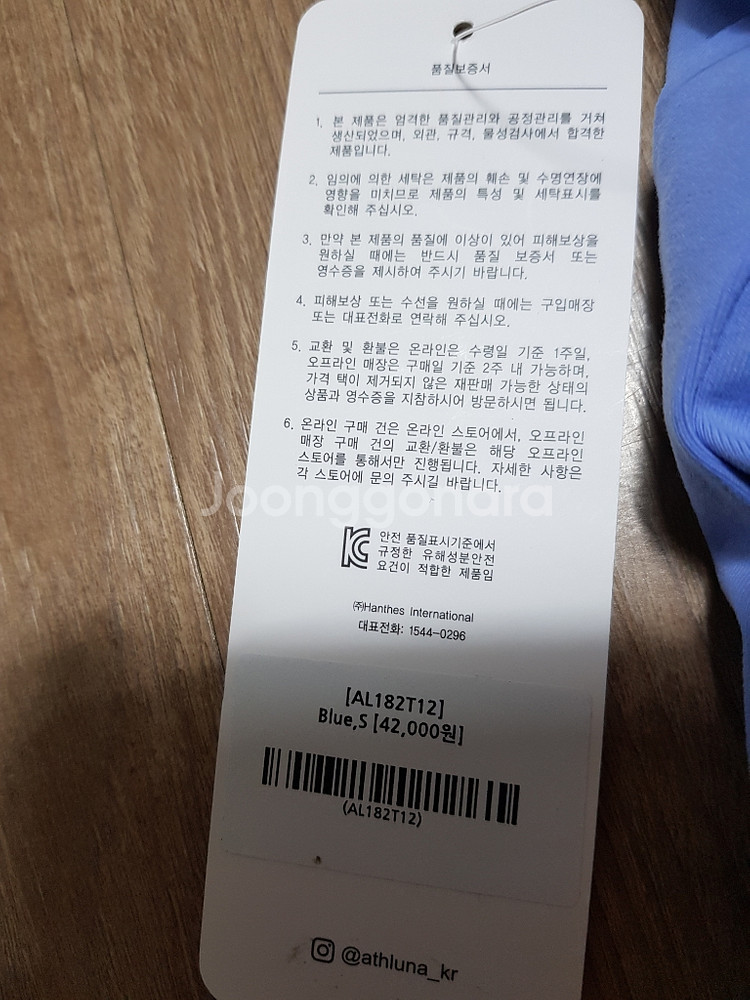 품질보증서
1. 본 제품은 엄격한 품질관리와 공정관리를 거쳐
생산되었으며, 외관, 규격, 물성검사에서 합격한
제품입니다.
2. 임의에 의한 세탁은 제품의 훼손 및 수명연장에
영향을 미치므로 제품의 특성 및 세탁표시를
확인해 주십시오.
3. 만약 본 제품의 품질에 이상이 있어 피해보상을
원하실 때에는 반드시 품질 보증서 또는
영수증을 제시하여 주시기 바랍니다.
4. 피해보상 또는 수선을 원하실 때에는 구입매장
또는 대표전화로 연락해 주십시오.
5. 교환 및 환불은 온라인은 수령일 기준 1주일,
오프라인 매장은 구매일 기준 2주 내 가능하며,
가격 택이 제거되지 않은 재판매 가능한 상태의
상품과 영수증을 지참하시어 방문하시면 됩니다.
6. 온라인 구매 건은 온라인 스토어에서, 오프라인
매장 구매 건의 교환/환불은 해당 오프라인
스토어를 통해서만 진행됩니다. 자세한 사항은
각 스토어에 문의 주시길 바랍니다.
Joonggonara
KC 안전 품질표시기준에서
규정한 유해성분안전
요건이 적합한 제품임
㈜Hanthes International
대표전화: 1544-0296
[AL182T12]
Blue,S [42,000원]
(AL182T12)
@athluna_kr